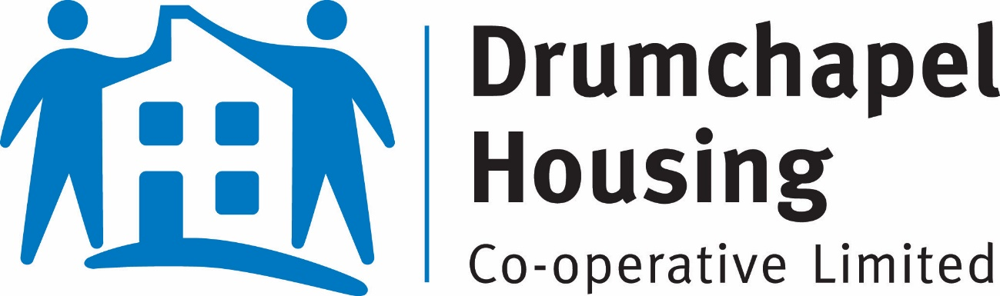 Drumchapel
Housing
Co-operative Limited